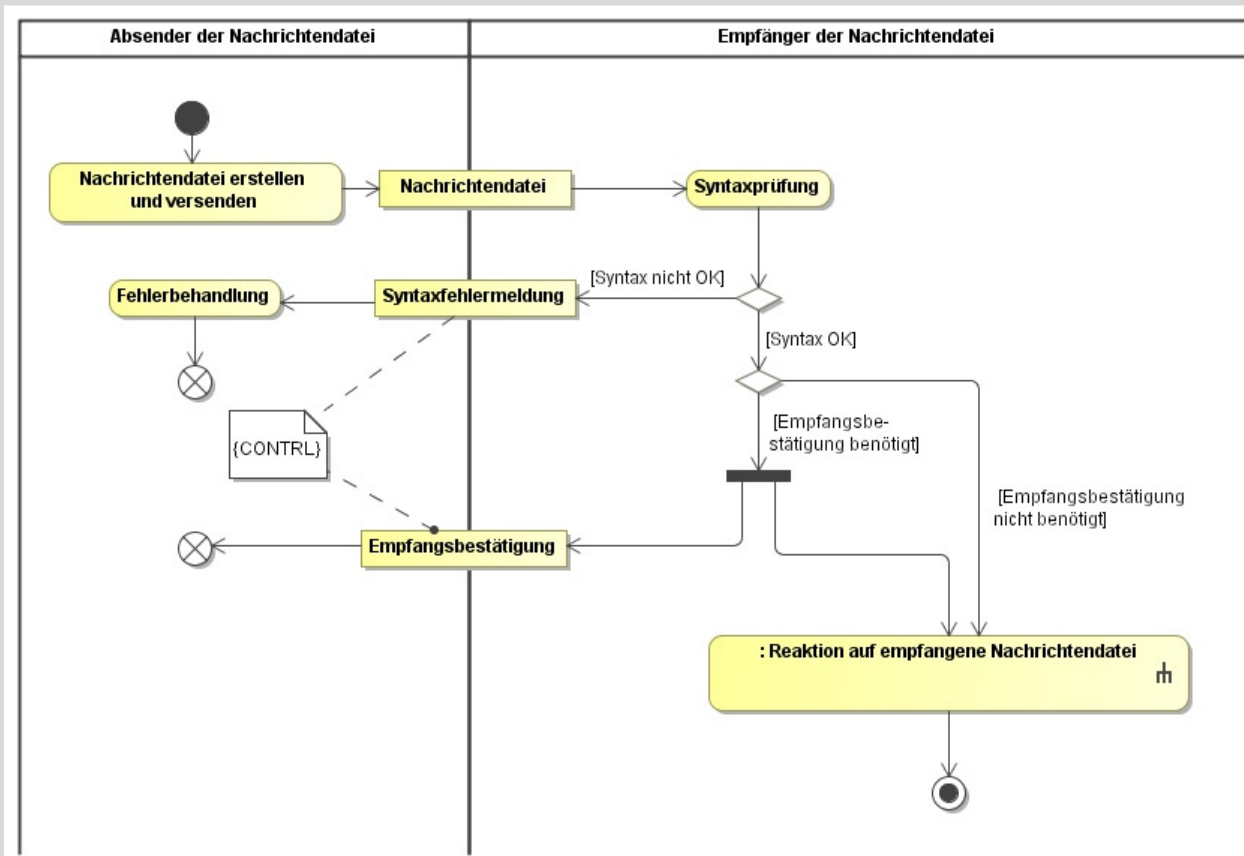 Absender der Nachrichtendatei
Empfänger der Nachrichtendatei
Nachrichtendatei erstellen
und versenden
Nachrichtendatei
Syntaxprüfung
[Syntax nicht OK]
Fehlerbehandlung
Syntaxfehlermeldung
[Syntax OK]
{CONTRL}
[Empfangsbe-
stätigung benötigt]
[Empfangsbestätigung
nicht benötigt]
Empfangsbestätigung
: Reaktion auf empfangene Nachrichtendatei